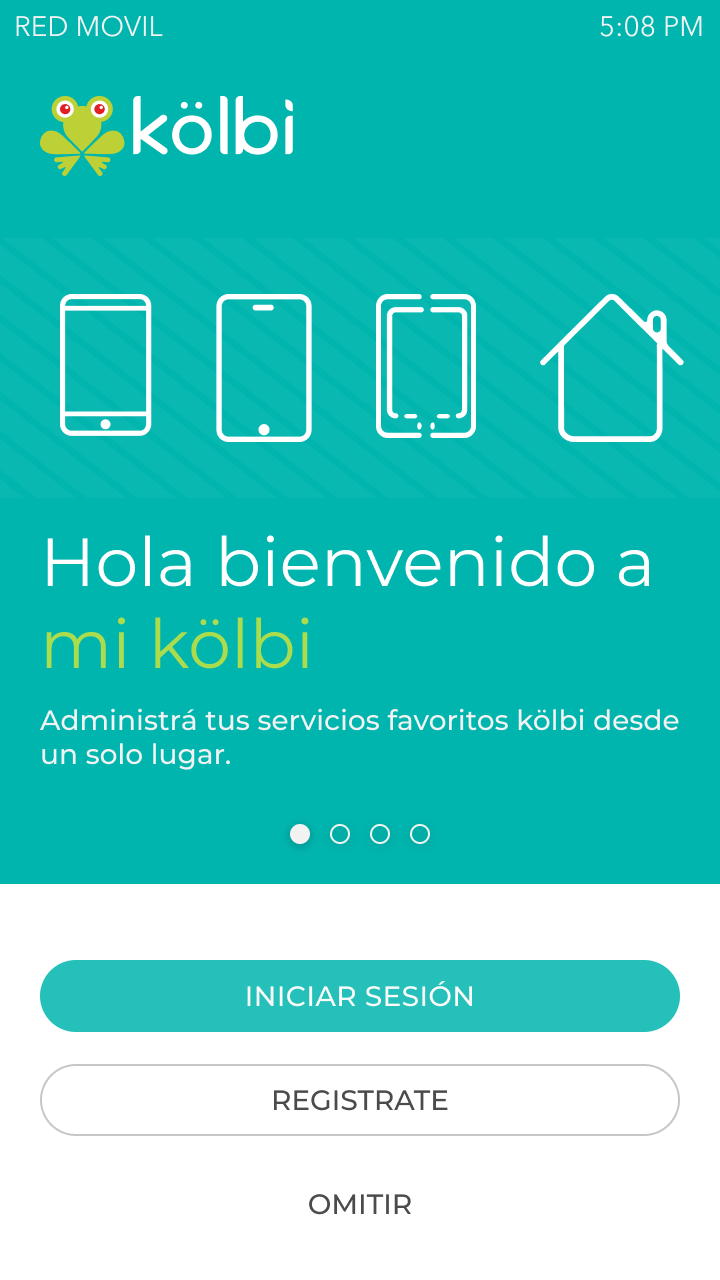 RED MOVIL
5:08 PM
kölbi
Hola bienvenido a
mi kölbi
Administrá tus servicios favoritos kölbi desde
un solo lugar.
INICIAR SESIÓN
REGISTRATE
OMITIR